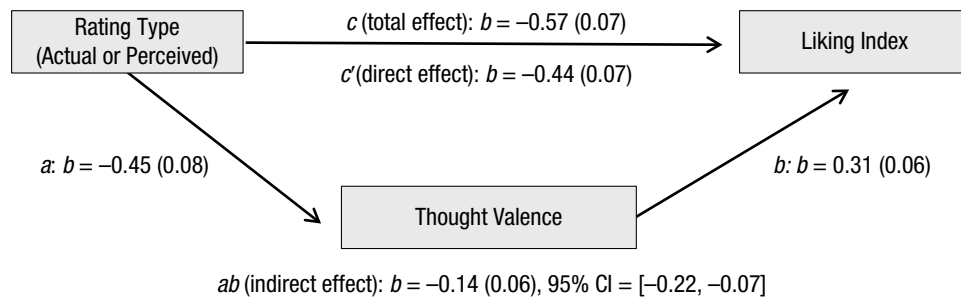 Rating Type
(Actual or Perceived)
c (total effect): b = –0.57 (0.07)
Liking Index
c′(direct effect): b = –0.44 (0.07)
a: b = –0.45 (0.08)
b: b = 0.31 (0.06)
Thought Valence
ab (indirect effect): b = –0.14 (0.06), 95% CI = [–0.22, –0.07]